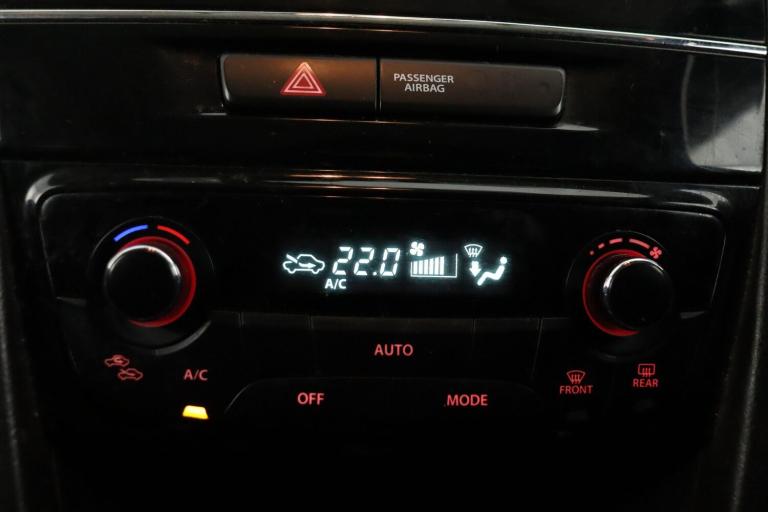 PASSENGER
AIRBAG
22.0
A/C
AUTO
A/C
OFF
MODE
FRONT
REAR